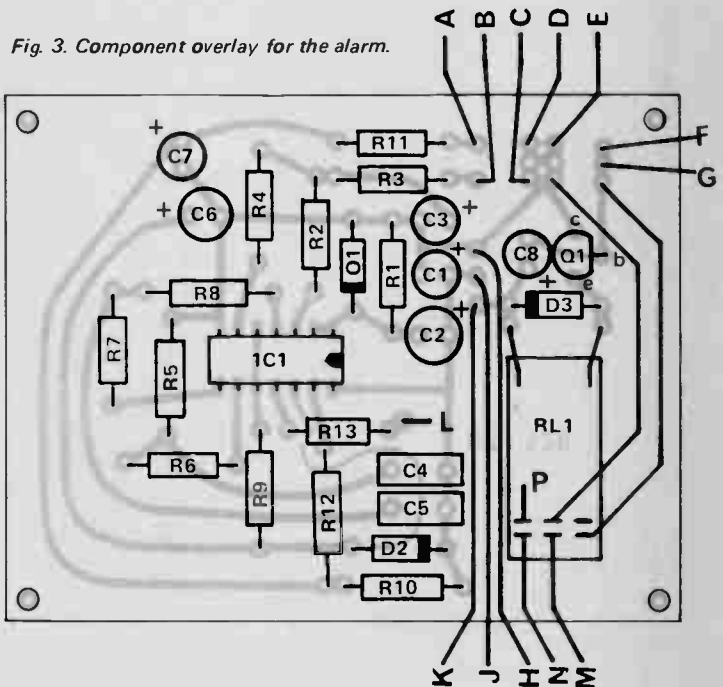 Fig. 3. Component overlay for the alarm.
A B C D E
F
G
R11
C7
+
R3
R4
C6
+
R2
C3
+
c
Q1
R1
C1
+
C8
Q1
b
e
+
R8
C2
+
D3
R7
R5
1C1
RL1
R13
L
R6
C4
P
R9
R12
C5
D2
R10
K J H N M